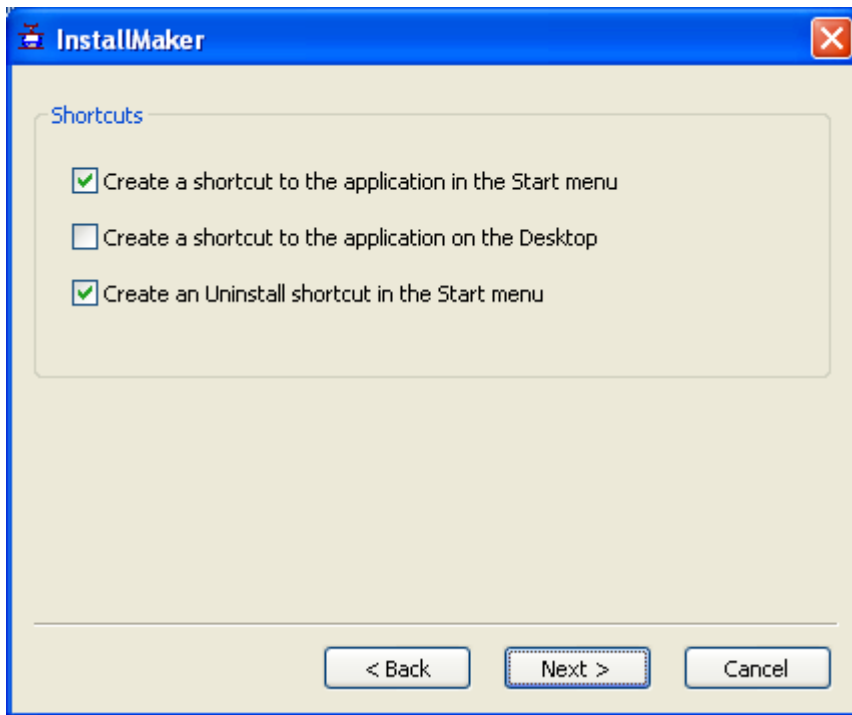 InstallMaker
Shortcuts
Create a shortcut to the application in the Start menu
Create a shortcut to the application on the Desktop
Create an Uninstall shortcut in the Start menu
< Back Next > Cancel